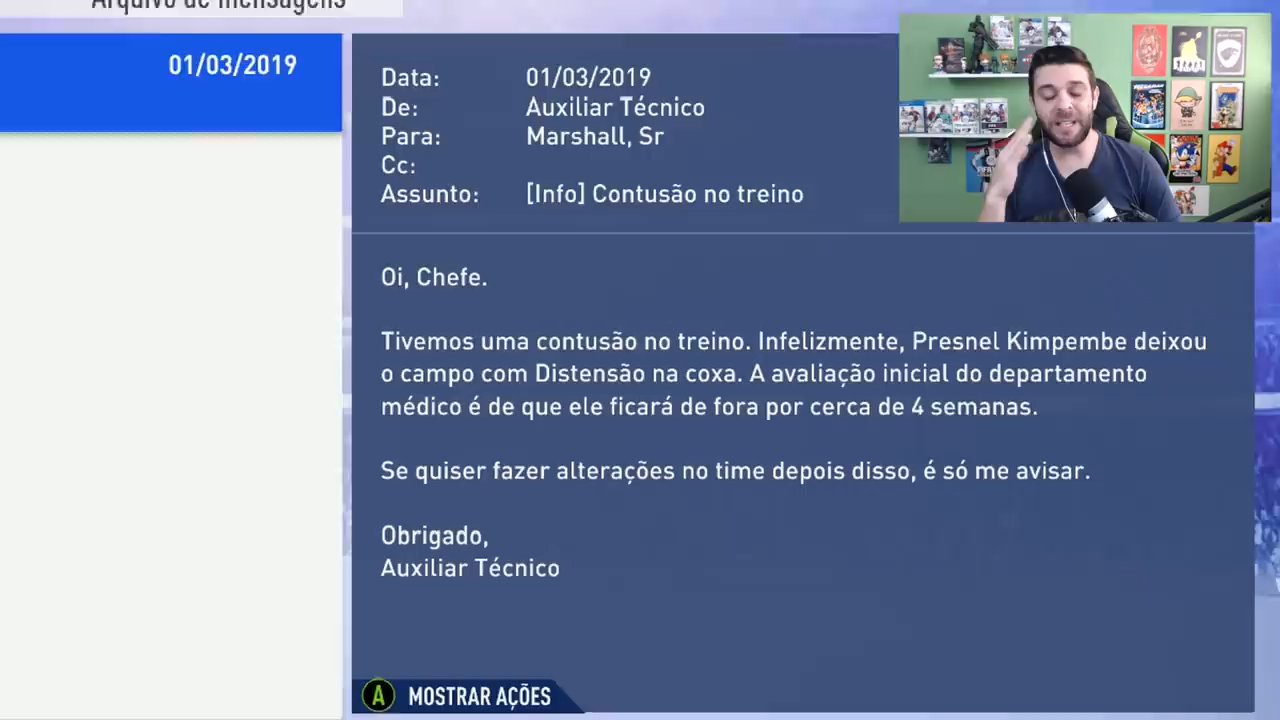 Arquivo de mensagens
01/03/2019
Data: 01/03/2019
De: Auxiliar Técnico
Para: Marshall, Sr
Cc:
Assunto: [Info] Contusão no treino
Oi, Chefe.
Tivemos uma contusão no treino. Infelizmente, Presnel Kimpembe deixou
o campo com Distensão na coxa. A avaliação inicial do departamento
médico é de que ele ficará de fora por cerca de 4 semanas.
Se quiser fazer alterações no time depois disso, é só me avisar.
Obrigado,
Auxiliar Técnico
A MOSTRAR AÇÕES